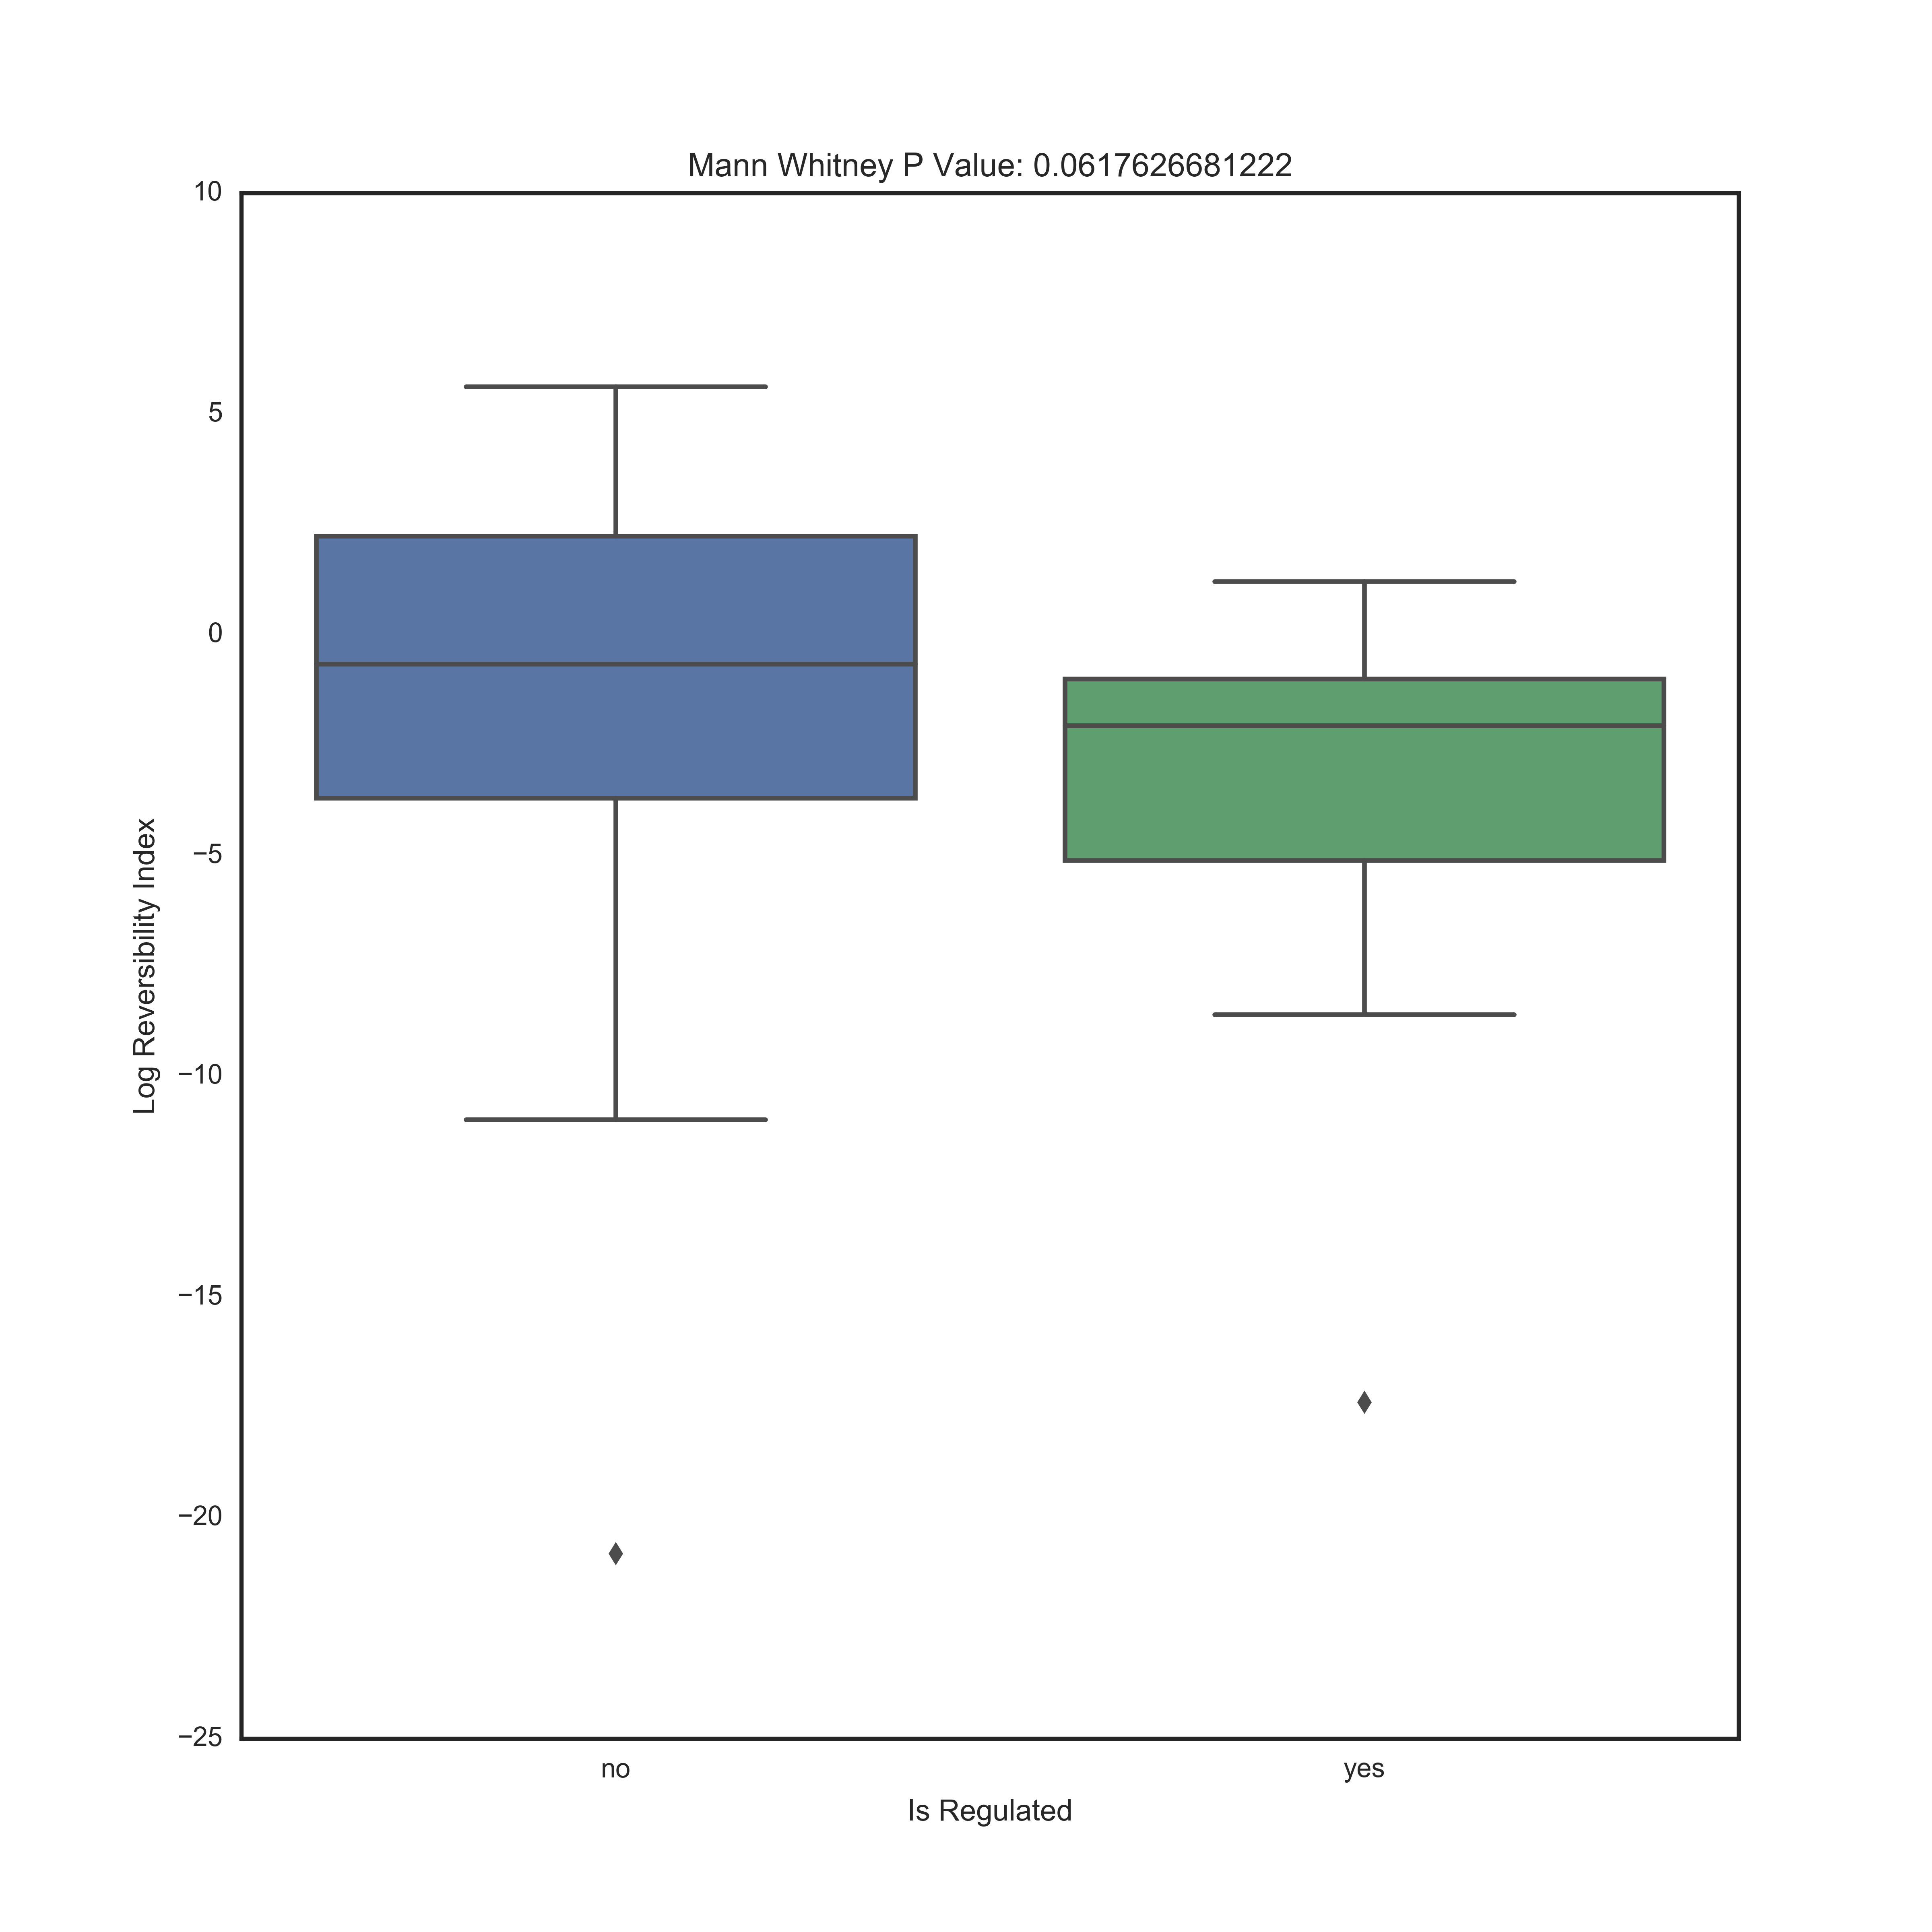 Mann Whitney P Value: 0.0617626681222
10
5
0
−5
−10
−15
−20
−25
Log Reversibility Index
no yes
Is Regulated